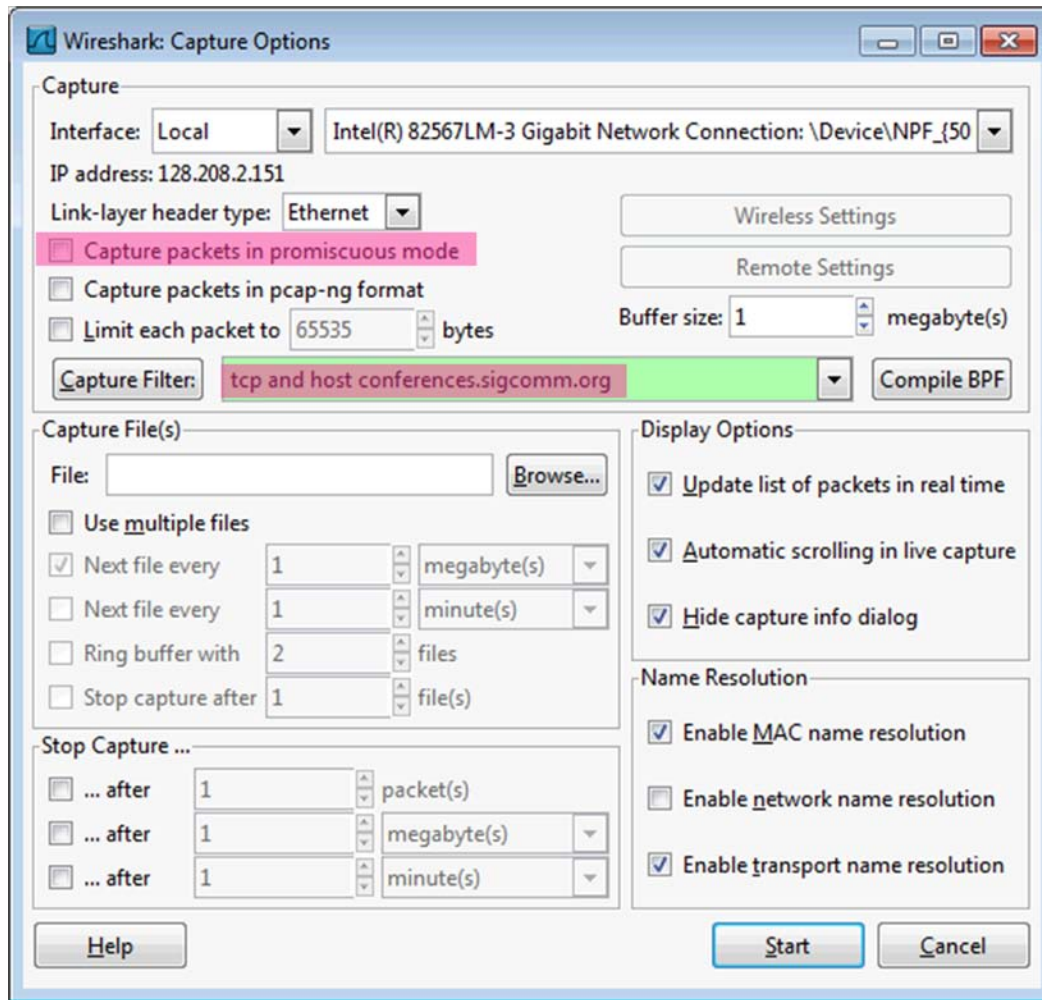 Wireshark: Capture Options
Capture
Interface: Local Intel(R) 82567LM-3 Gigabit Network Connection: \Device\NPF_{50
IP address: 128.208.2.151
Link-layer header type: Ethernet
Wireless Settings
Capture packets in promiscuous mode
Remote Settings
Capture packets in pcap-ng format
Buffer size: 1 megabyte(s)
Limit each packet to 65535 bytes
Capture Filter: tcp and host conferences.sigcomm.org Compile BPF
Capture File(s)
File: Browse...
Use multiple files
Next file every 1 megabyte(s)
Next file every 1 minute(s)
Ring buffer with 2 files
Stop capture after 1 file(s)
Stop Capture ...
... after 1 packet(s)
... after 1 megabyte(s)
... after 1 minute(s)
Display Options
Update list of packets in real time
Automatic scrolling in live capture
Hide capture info dialog
Name Resolution
Enable MAC name resolution
Enable network name resolution
Enable transport name resolution
Help Start Cancel